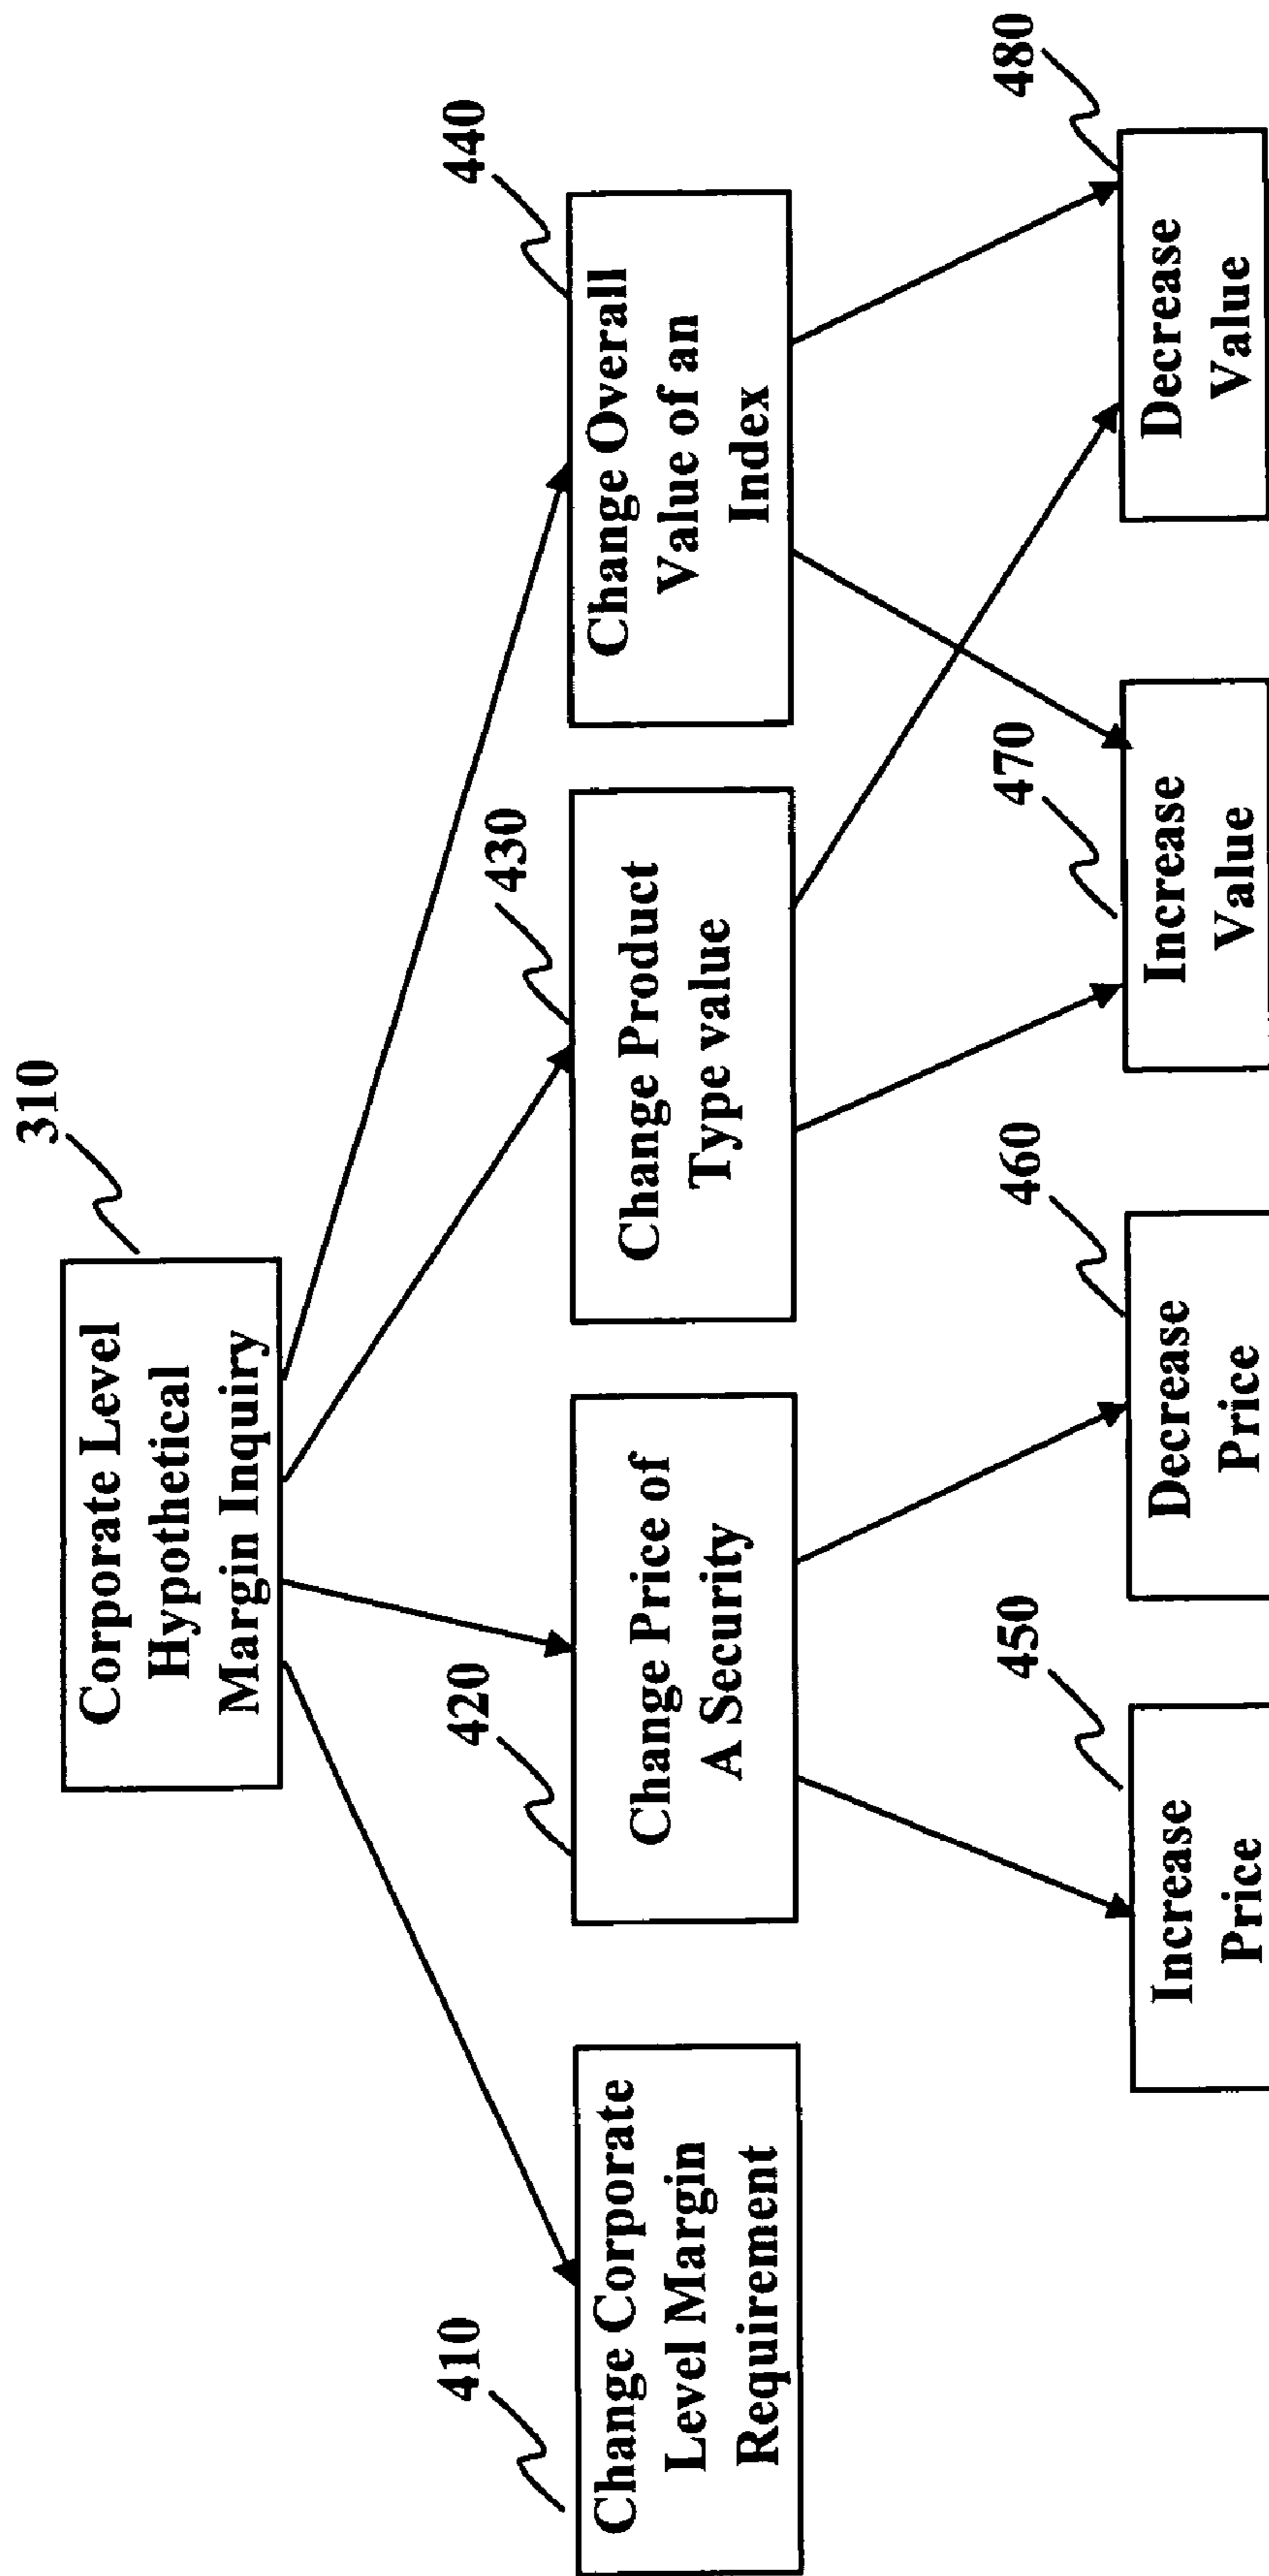 310
Corporate Level
Hypothetical
Margin Inquiry
410
Change Corporate
Level Margin
Requirement
420
Change Price of
A Security
430
Change Product
Type value
440
Change Overall
Value of an
Index
450
Increase
Price
460
Decrease
Price
470
Increase
Value
480
Decrease
Value